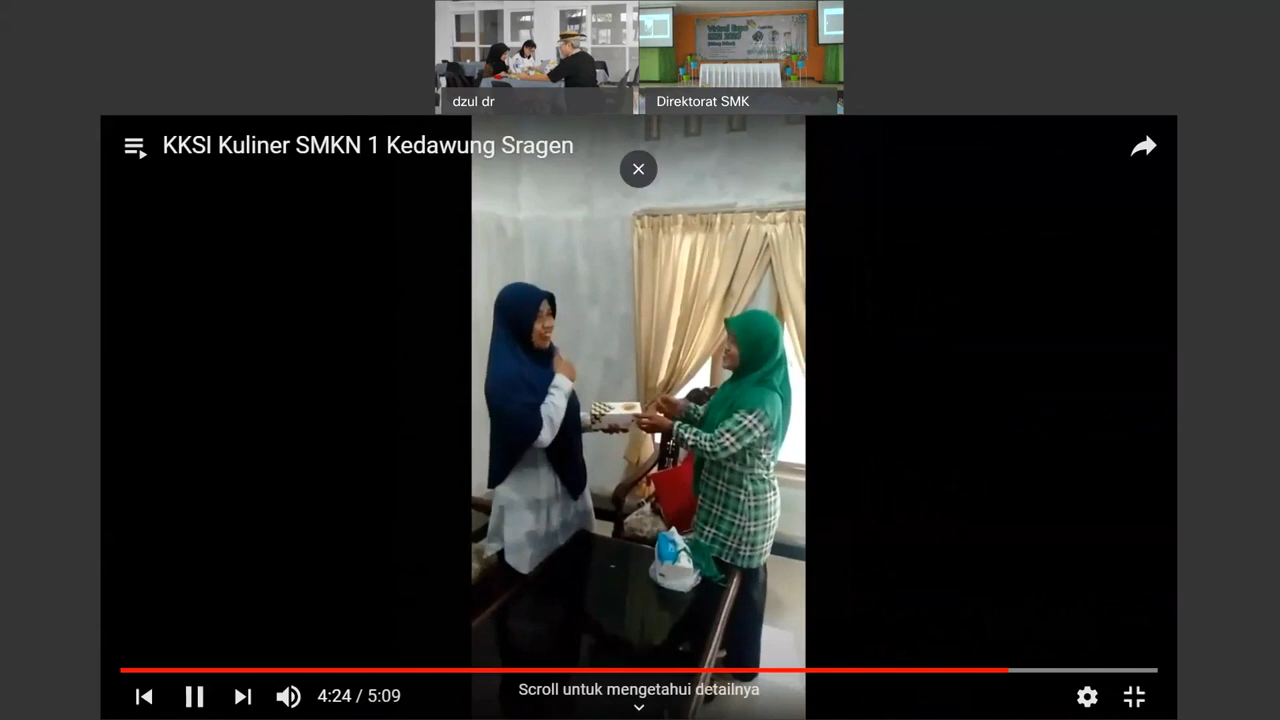 dzul dr
Direktorat SMK
KKSI Kuliner SMKN 1 Kedawung Sragen
4:24 / 5:09
Scroll untuk mengetahui detailnya